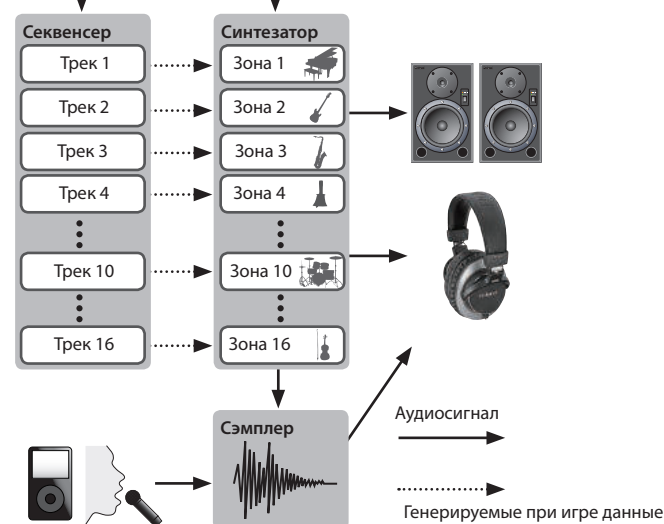 Секвенсер
Синтезатор
Трек 1
Зона 1
Трек 2
Зона 2
Трек 3
Зона 3
Трек 4
Зона 4
Трек 10
Зона 10
Трек 16
Зона 16
Сэмплер
Аудиосигнал
Генерируемые при игре данные